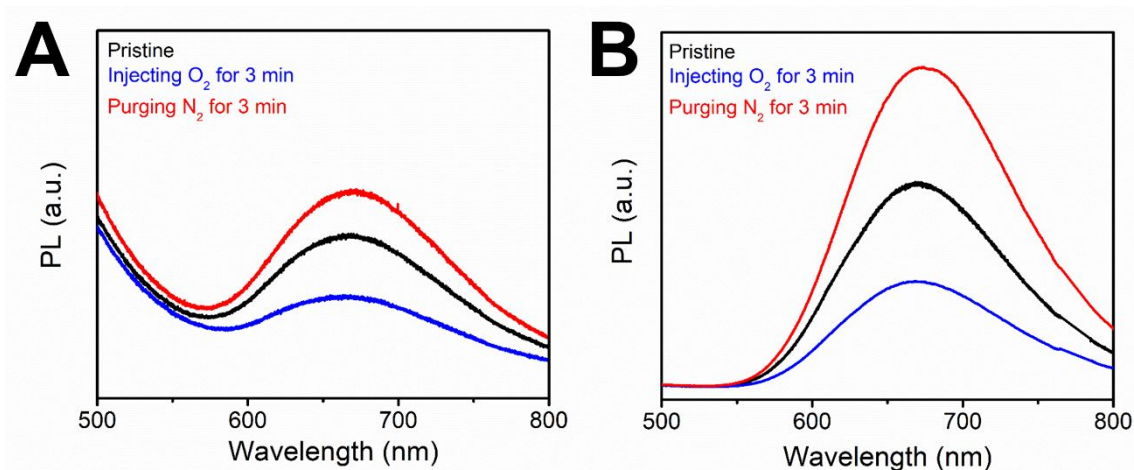 A
Pristine
Injecting O₂ for 3 min
Purging N₂ for 3 min
PL (a.u.)
500 600 700 800
Wavelength (nm)
B
Pristine
Injecting O₂ for 3 min
Purging N₂ for 3 min
PL (a.u.)
500 600 700 800
Wavelength (nm)